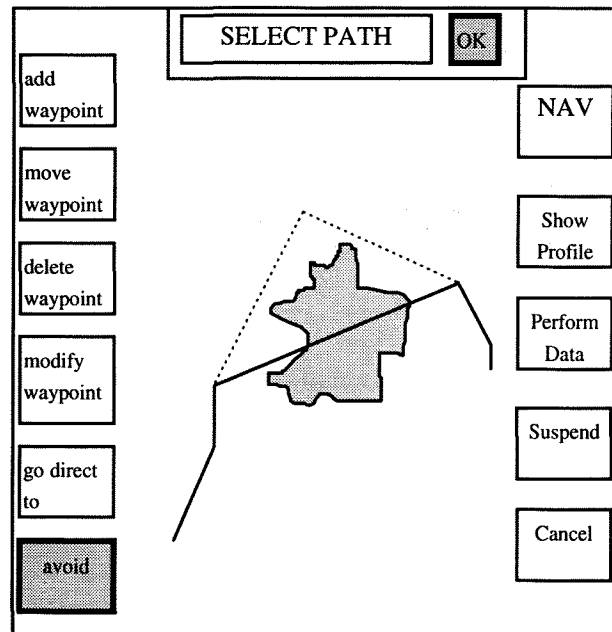 SELECT PATH
OK
add
waypoint
move
waypoint
delete
waypoint
modify
waypoint
go direct
to
avoid
NAV
Show
Profile
Perform
Data
Suspend
Cancel